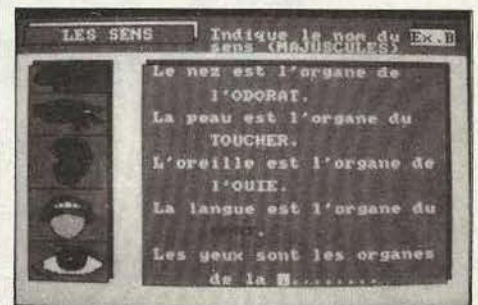 LES SENS
Indique le nom du
sens (MAJUSCULES)
Ex.B
Le nez est l'organe de
l'ODORAT.
La peau est l'organe du
TOUCHER.
L'oreille est l'organe de
l'OUIE.
La langue est l'organe du
.
Les yeux sont les organes
de la ........